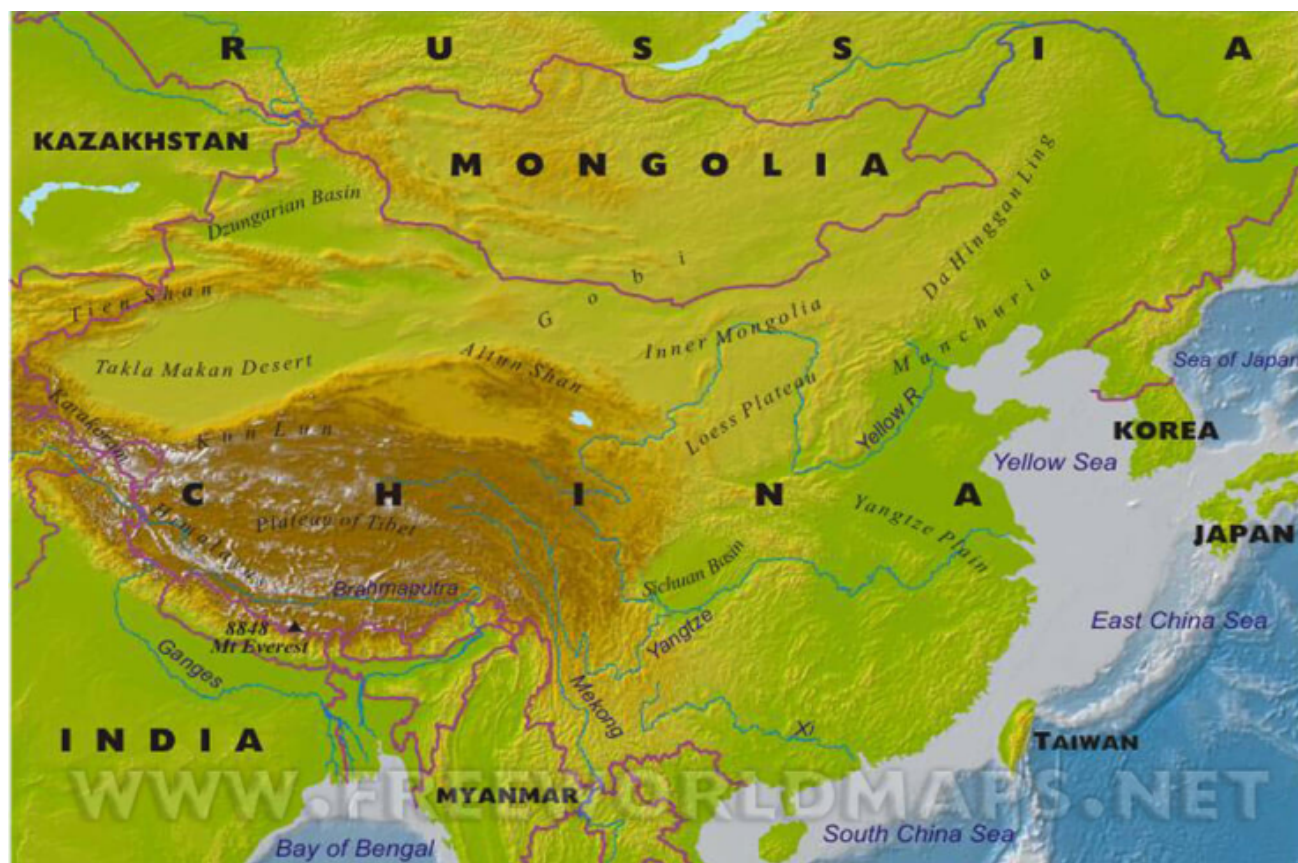 RUSSIA
KAZAKHSTAN
MONGOLIA
Dzungarian Basin
Da Hinggan Ling
Gobi
Tien Shan
Inner Mongolia
Manchuria
Takla Makan Desert
Altun Shan
Sea of Japan
Karakoram
Kun Lun
Loess Plateau
Yellow R
KOREA
Yellow Sea
CHINA
Plateau of Tibet
Himalayas
Yangtze Plain
JAPAN
Brahmaputra
Sichuan Basin
8848
Mt Everest
Yangtze
East China Sea
Ganges
Mekong
INDIA
Xi
TAIWAN
WWW.FREEWORLDMAPS.NET
MYANMAR
Bay of Bengal
South China Sea